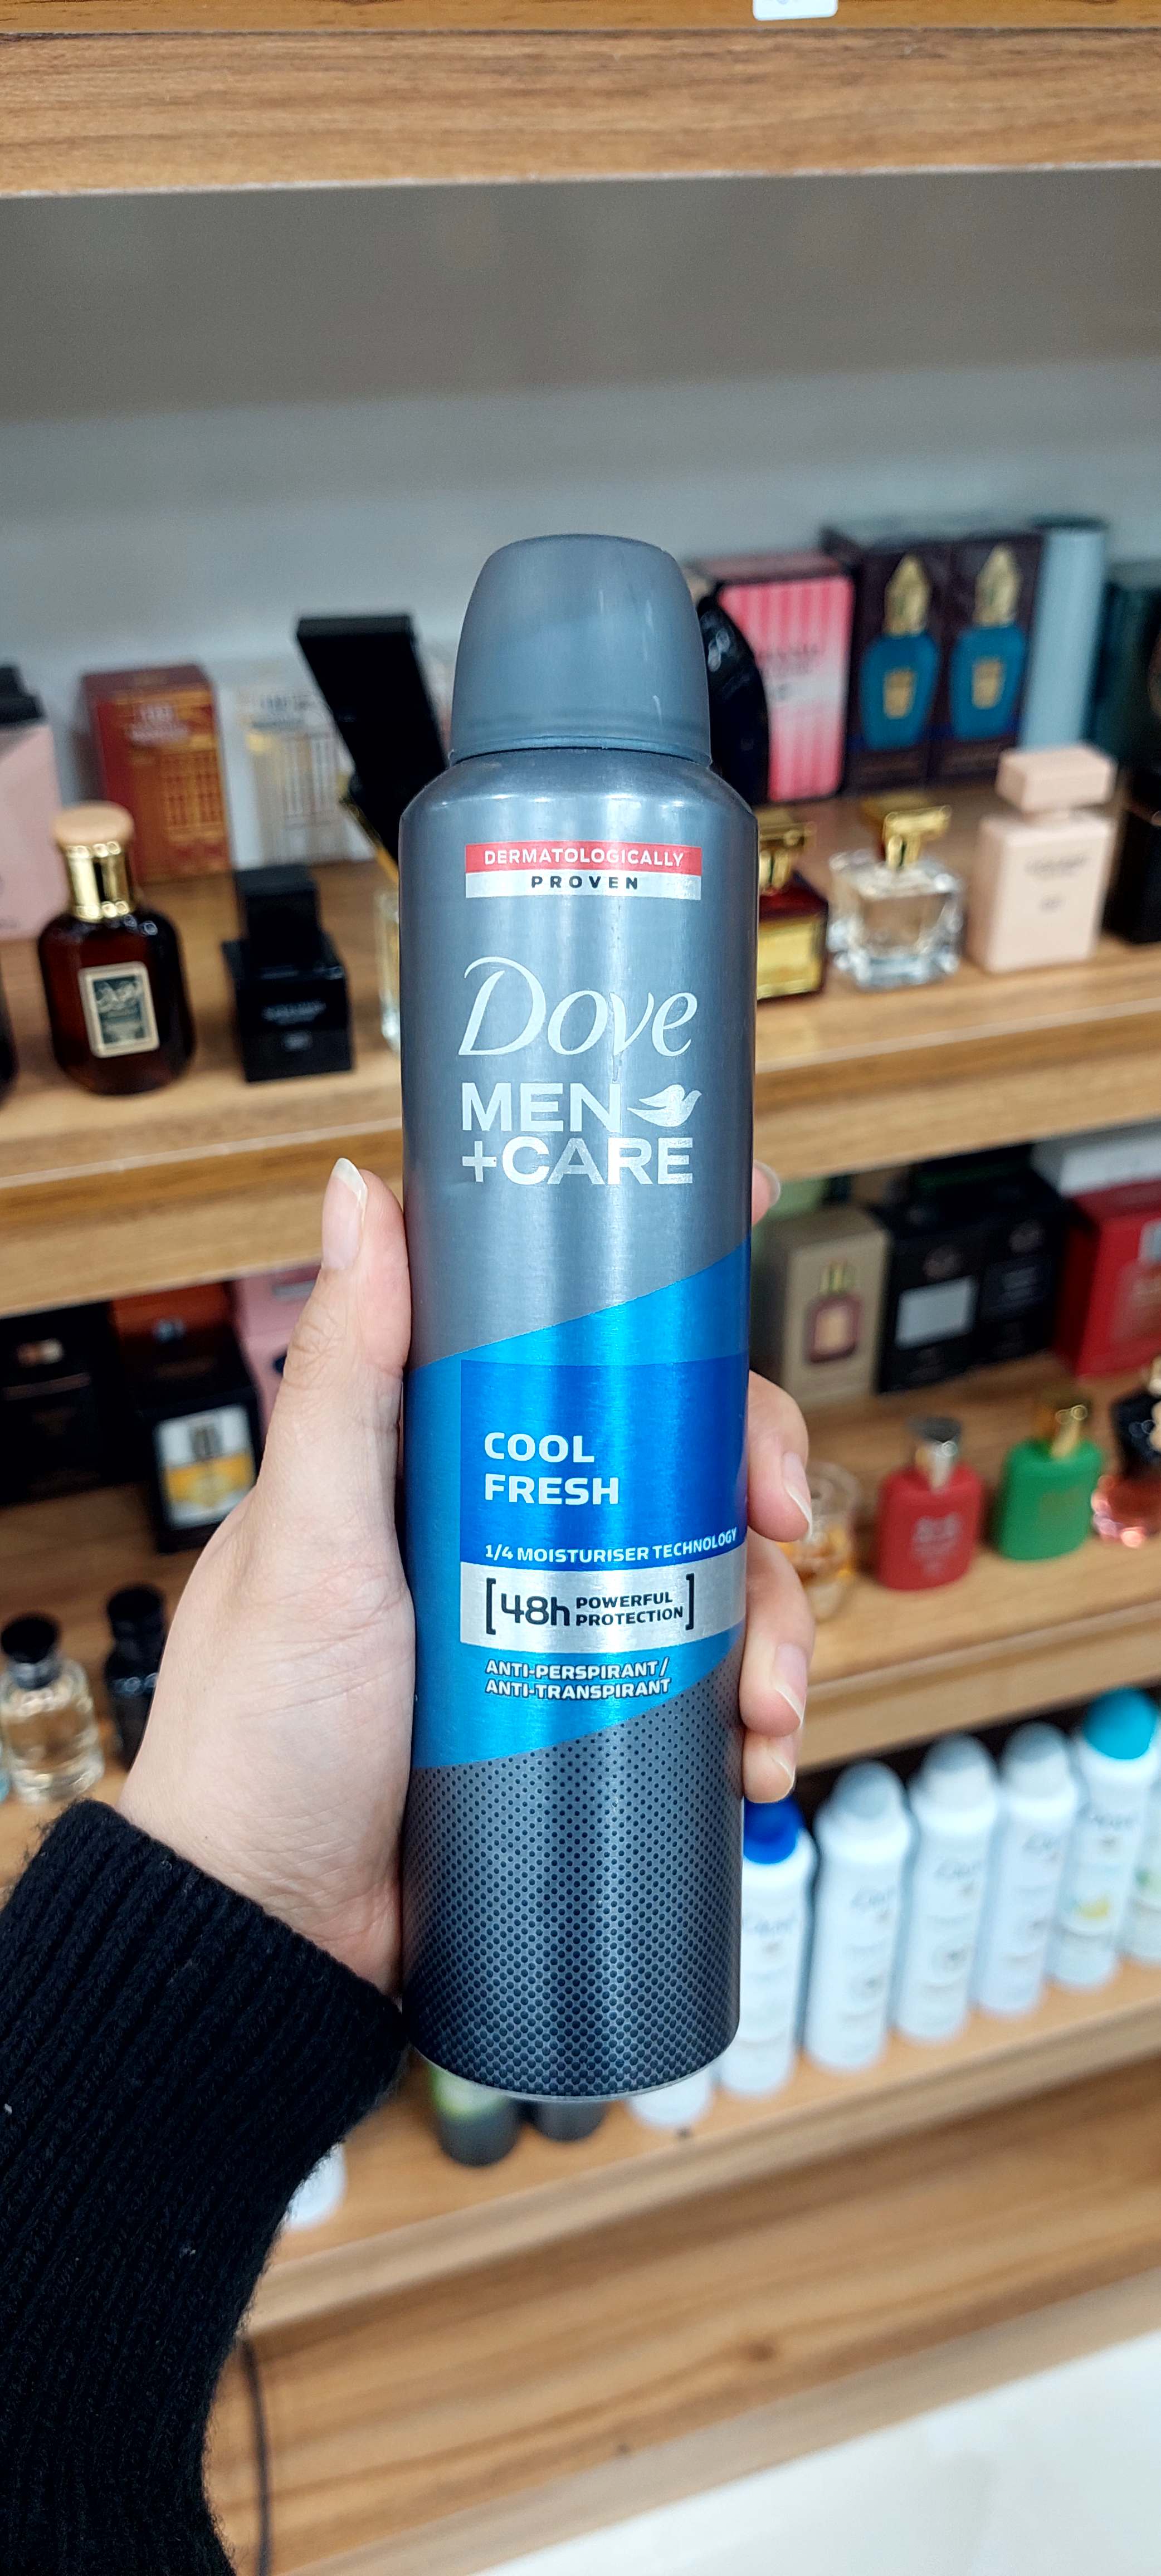 DERMATOLOGICALLY
PROVEN
Dove
MEN
+CARE
COOL
FRESH
1/4 MOISTURISER TECHNOLOGY
[48h POWERFUL
PROTECTION]
ANTI-PERSPIRANT/
ANTI-TRANSPIRANT